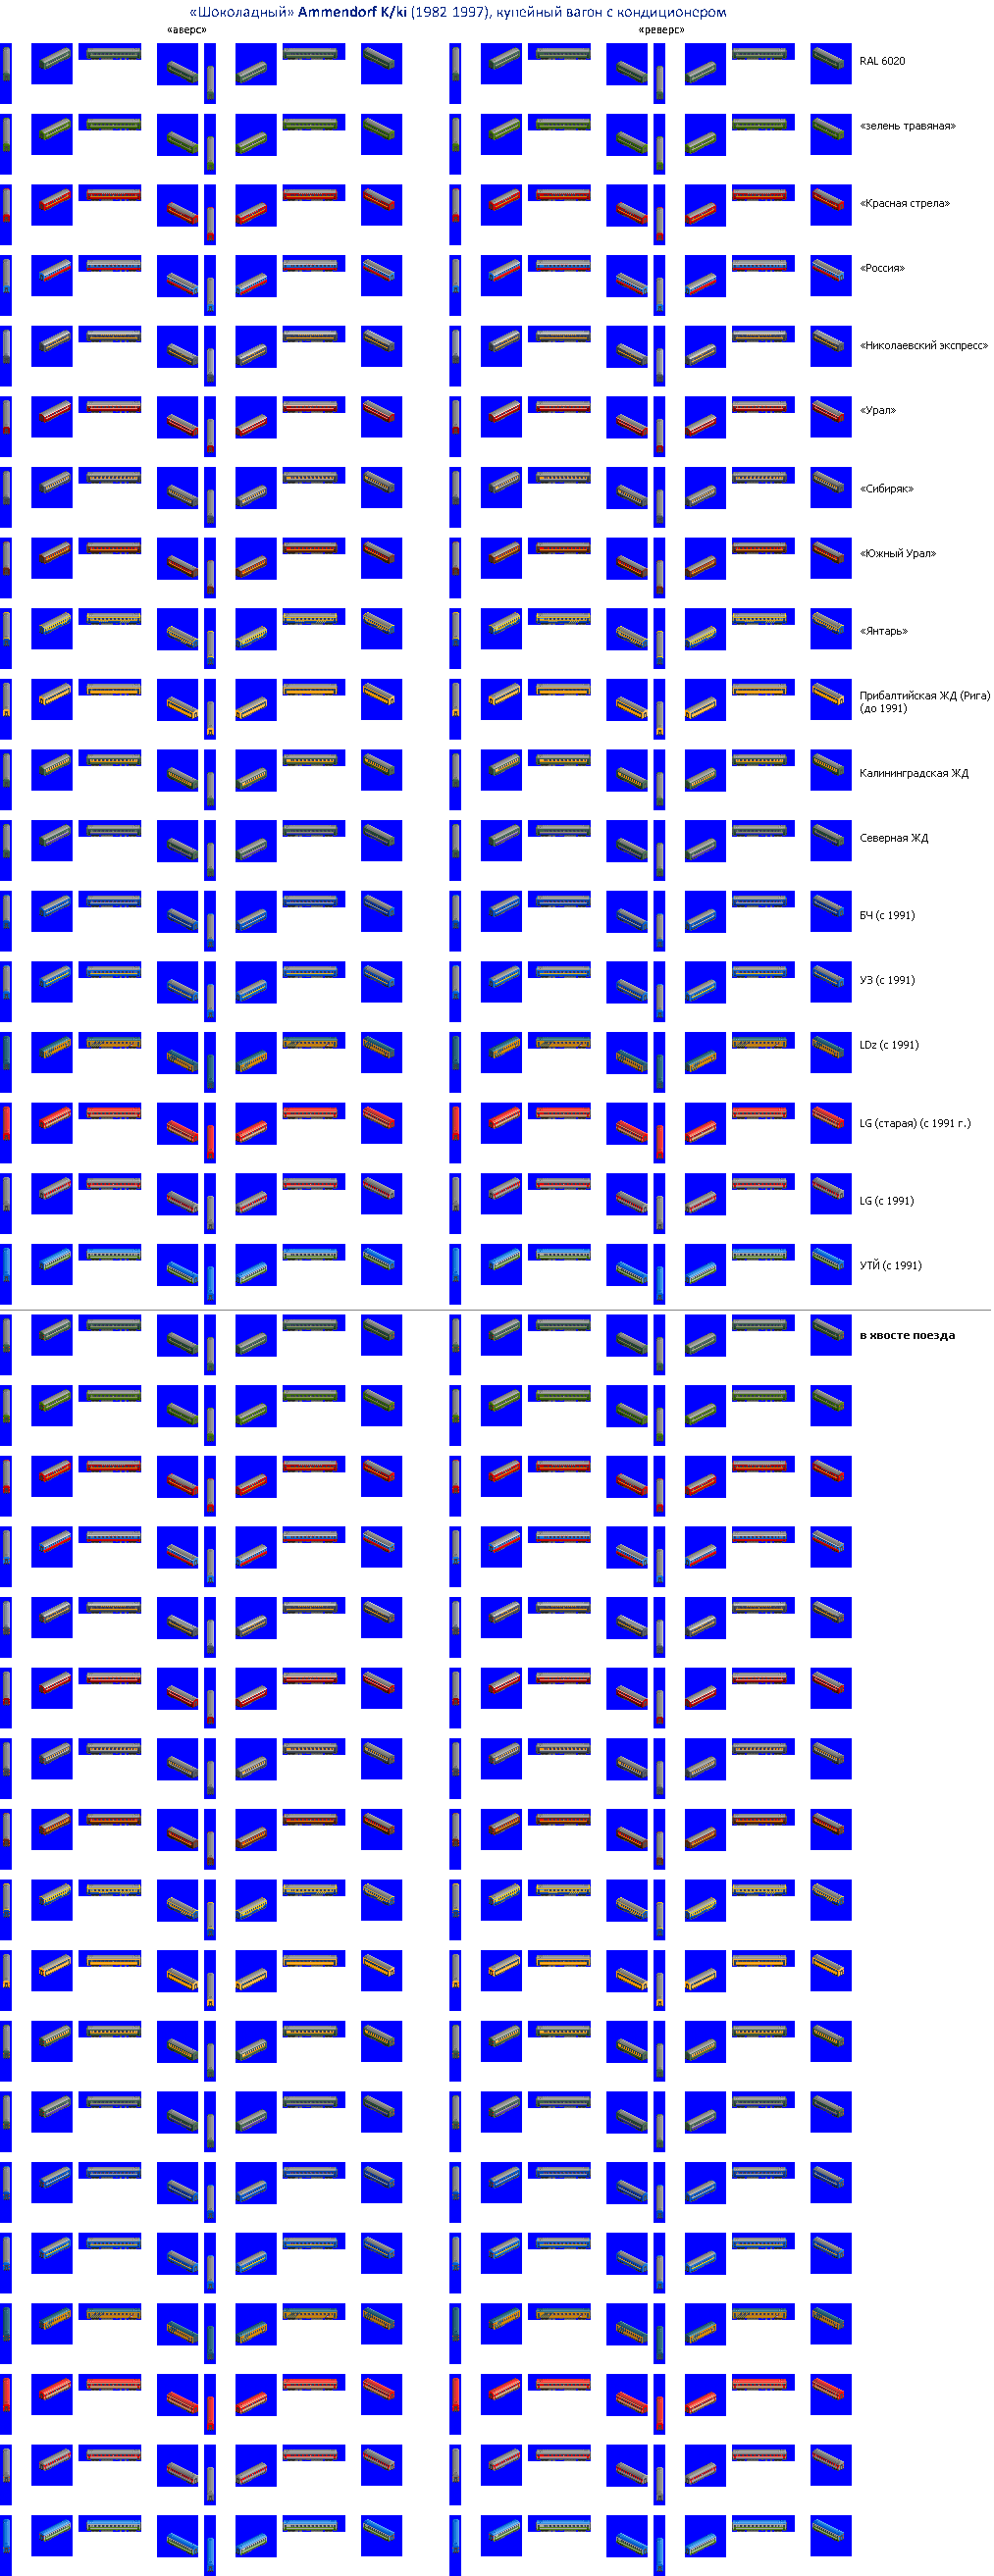 «Шоколадный» Ammendorf K/ki (1982 1997), купейный вагон с кондиционером
«аверс» «реверс»
RAL 6020
«зелень травяная»
«Красная стрела»
«Россия»
«Николаевский экспресс»
«Урал»
«Сибиряк»
«Южный Урал»
«Янтарь»
Прибалтийская ЖД (Рига)
(до 1991)
Калининградская ЖД
Северная ЖД
БЧ (с 1991)
УЗ (с 1991)
LDz (с 1991)
LG (старая) (с 1991 г.)
LG (с 1991)
УТЙ (с 1991)
в хвосте поезда